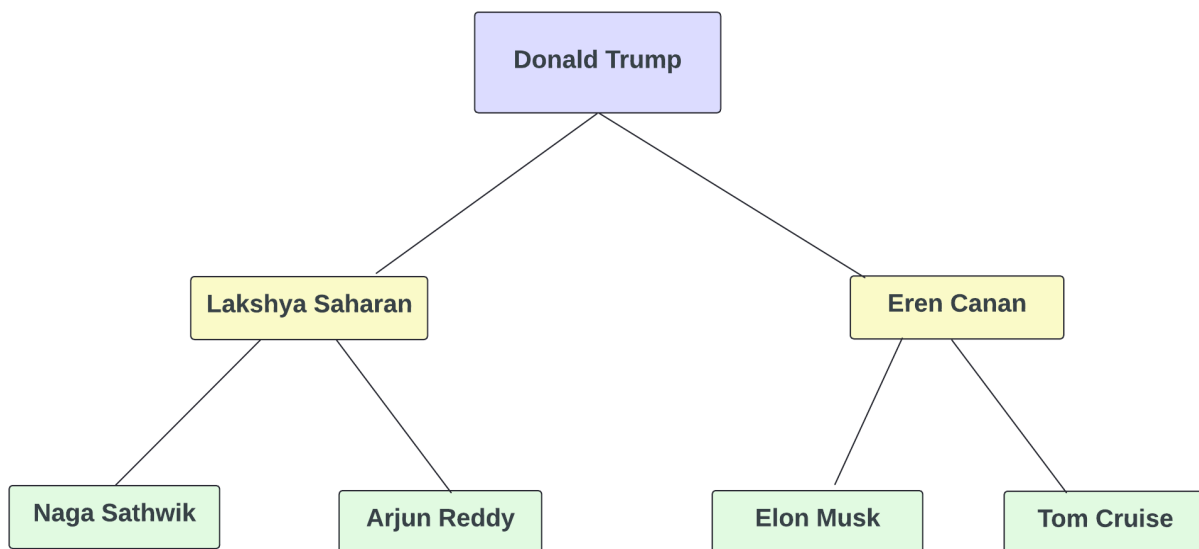 Donald Trump
Lakshya Saharan
Eren Canan
Naga Sathwik
Arjun Reddy
Elon Musk
Tom Cruise